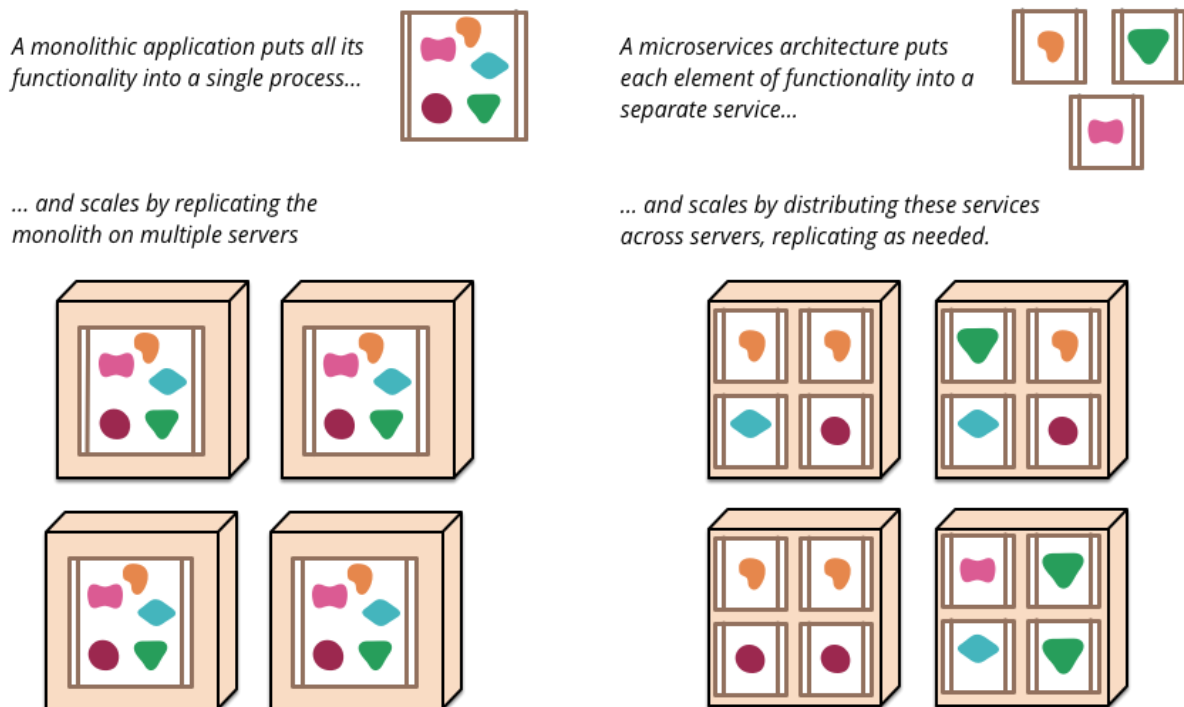 A monolithic application puts all its
functionality into a single process...
... and scales by replicating the
monolith on multiple servers
A microservices architecture puts
each element of functionality into a
separate service...
... and scales by distributing these services
across servers, replicating as needed.